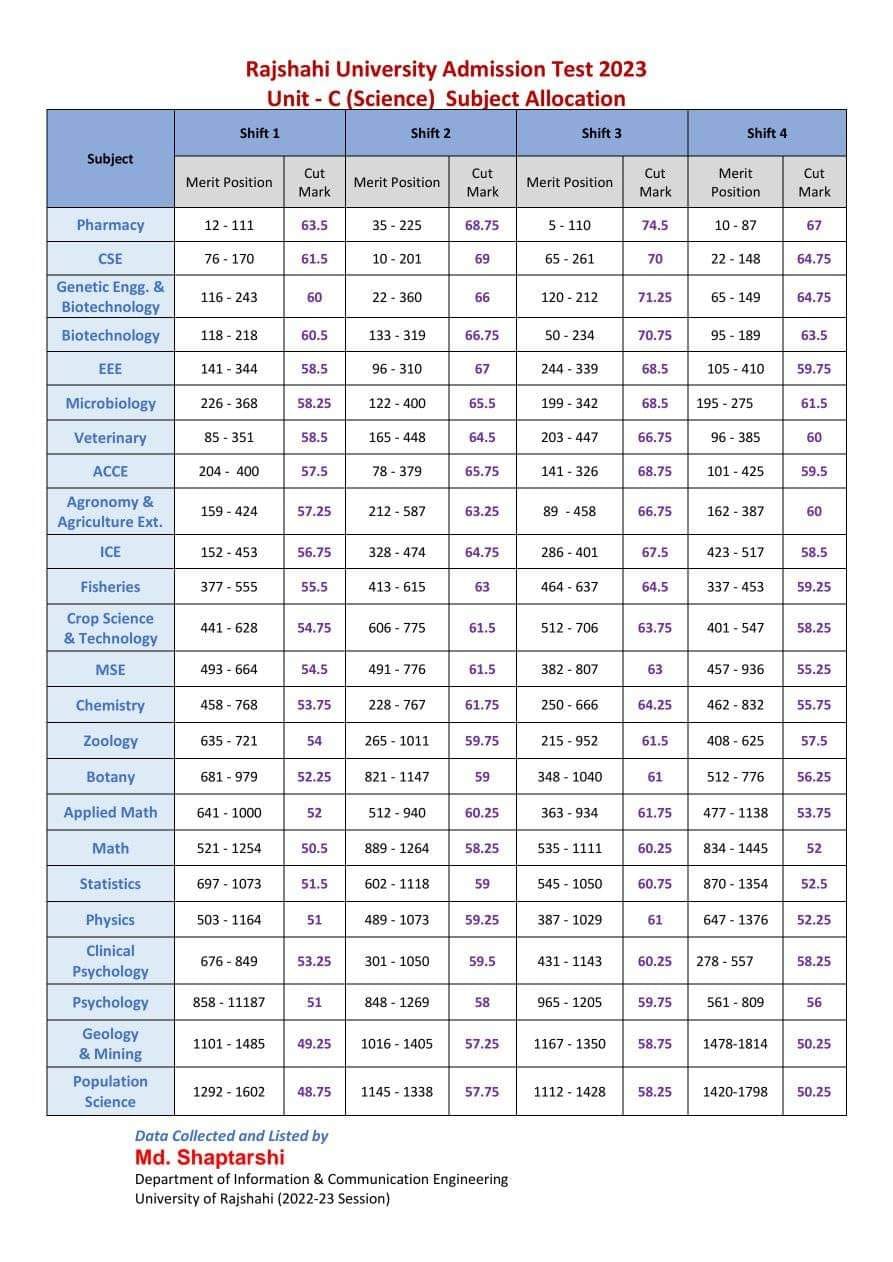 Rajshahi University Admission Test 2023
Unit - C (Science) Subject Allocation
Subject Shift 1 Shift 2 Shift 3 Shift 4
Merit Position Cut Mark Merit Position Cut Mark Merit Position Cut Mark Merit Position Cut Mark
Pharmacy 12 - 111 63.5 35 - 225 68.75 5 - 110 74.5 10 - 87 67
CSE 76 - 170 61.5 10 - 201 69 65 - 261 70 22 - 148 64.75
Genetic Engg. & Biotechnology 116 - 243 60 22 - 360 66 120 - 212 71.25 65 - 149 64.75
Biotechnology 118 - 218 60.5 133 - 319 66.75 50 - 234 70.75 95 - 189 63.5
EEE 141 - 344 58.5 96 - 310 67 244 - 339 68.5 105 - 410 59.75
Microbiology 226 - 368 58.25 122 - 400 65.5 199 - 342 68.5 195 - 275 61.5
Veterinary 85 - 351 58.5 165 - 448 64.5 203 - 447 66.75 96 - 385 60
ACCE 204 - 400 57.5 78 - 379 65.75 141 - 326 68.75 101 - 425 59.5
Agronomy & Agriculture Ext. 159 - 424 57.25 212 - 587 63.25 89 - 458 66.75 162 - 387 60
ICE 152 - 453 56.75 328 - 474 64.75 286 - 401 67.5 423 - 517 58.5
Fisheries 377 - 555 55.5 413 - 615 63 464 - 637 64.5 337 - 453 59.25
Crop Science & Technology 441 - 628 54.75 606 - 775 61.5 512 - 706 63.75 401 - 547 58.25
MSE 493 - 664 54.5 491 - 776 61.5 382 - 807 63 457 - 936 55.25
Chemistry 458 - 768 53.75 228 - 767 61.75 250 - 666 64.25 462 - 832 55.75
Zoology 635 - 721 54 265 - 1011 59.75 215 - 952 61.5 408 - 625 57.5
Botany 681 - 979 52.25 821 - 1147 59 348 - 1040 61 512 - 776 56.25
Applied Math 641 - 1000 52 512 - 940 60.25 363 - 934 61.75 477 - 1138 53.75
Math 521 - 1254 50.5 889 - 1264 58.25 535 - 1111 60.25 834 - 1445 52
Statistics 697 - 1073 51.5 602 - 1118 59 545 - 1050 60.75 870 - 1354 52.5
Physics 503 - 1164 51 489 - 1073 59.25 387 - 1029 61 647 - 1376 52.25
Clinical Psychology 676 - 849 53.25 301 - 1050 59.5 431 - 1143 60.25 278 - 557 58.25
Psychology 858 - 11187 51 848 - 1269 58 965 - 1205 59.75 561 - 809 56
Geology & Mining 1101 - 1485 49.25 1016 - 1405 57.25 1167 - 1350 58.75 1478-1814 50.25
Population Science 1292 - 1602 48.75 1145 - 1338 57.75 1112 - 1428 58.25 1420-1798 50.25
Data Collected and Listed by
Md. Shaptarshi
Department of Information & Communication Engineering
University of Rajshahi (2022-23 Session)